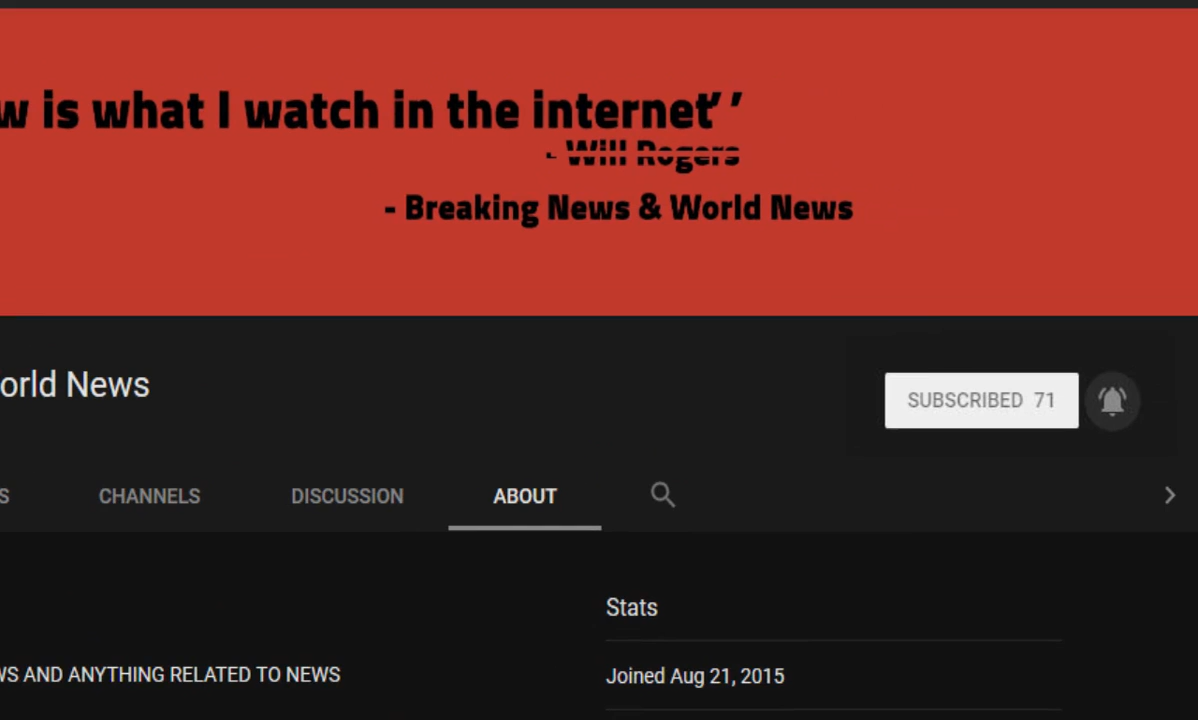 w is what I watch in the internet’’
- Will Rogers
- Breaking News & World News
orld News
SUBSCRIBED 71
S CHANNELS DISCUSSION ABOUT
Stats
WS AND ANYTHING RELATED TO NEWS
Joined Aug 21, 2015